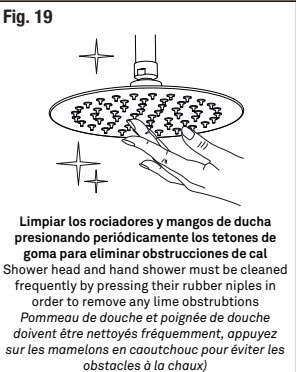 Fig. 19
Limpiar los rociadores y mangos de ducha
presionando periódicamente los tetones de
goma para eliminar obstrucciones de cal
Shower head and hand shower must be cleaned
frequently by pressing their rubber niples in
order to remove any lime obstrubtions
Pommeau de douche et poignée de douche
doivent être nettoyés fréquemment, appuyez
sur les mamelons en caoutchouc pour éviter les
obstacles à la chaux)